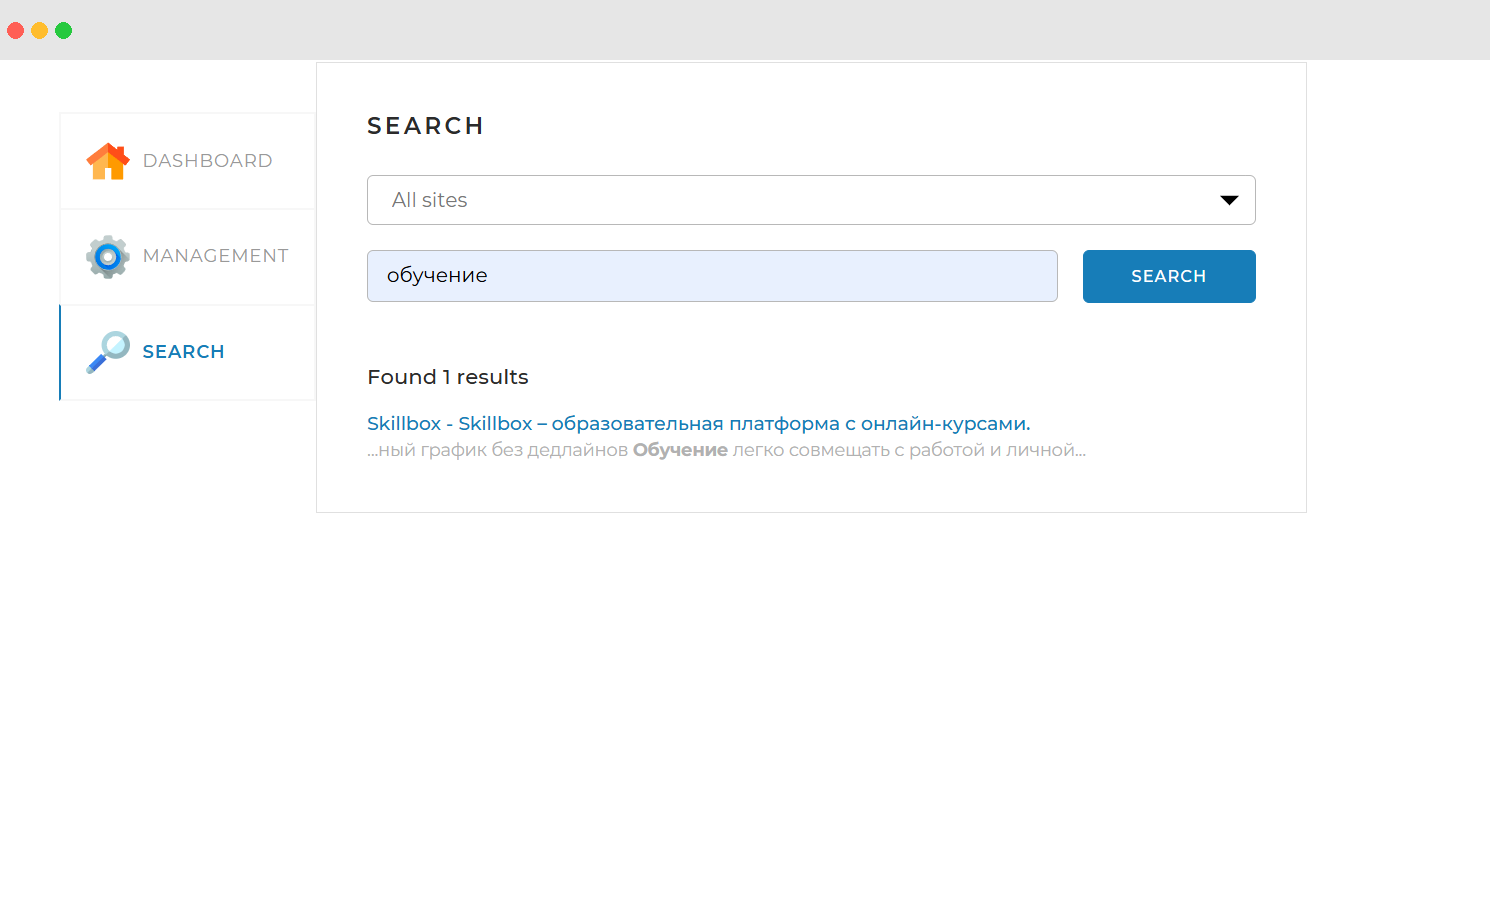 DASHBOARD
MANAGEMENT
SEARCH
SEARCH
All sites
обучение
SEARCH
Found 1 results
Skillbox - Skillbox – образовательная платформа с онлайн-курсами.
...ный график без дедлайнов Обучение легко совмещать с работой и личной...